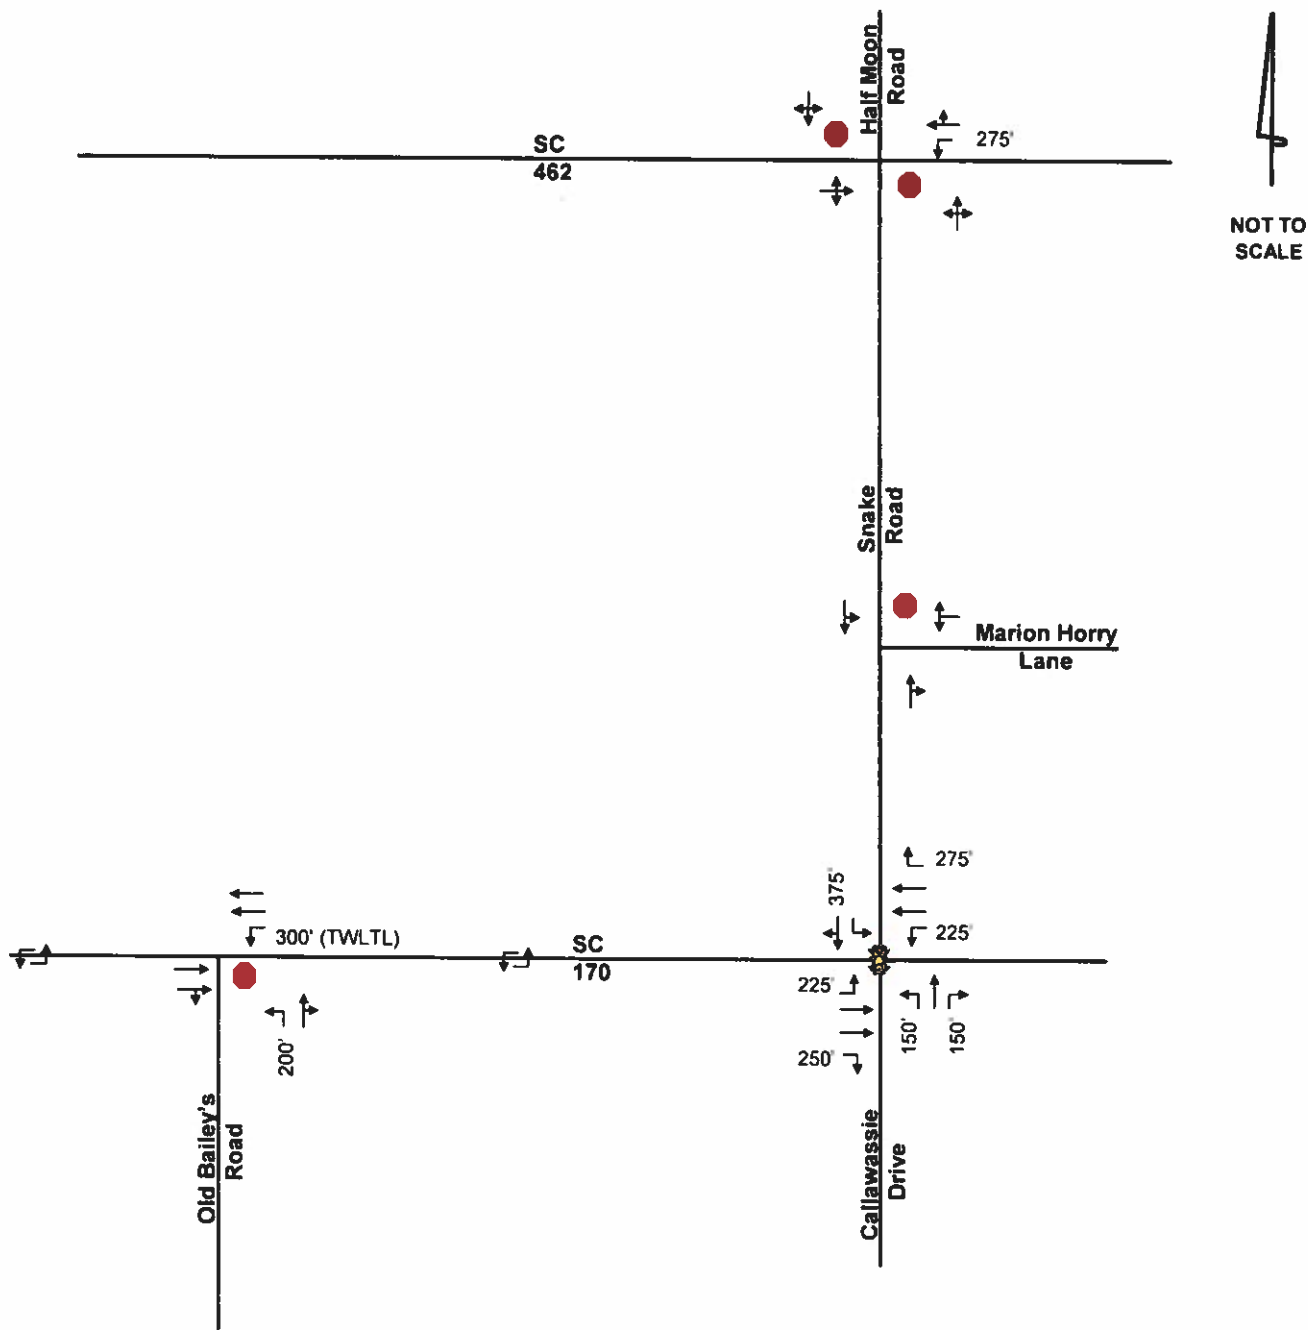 Half Moon
Road
SC
462
275'
NOT TO
SCALE
Snake
Road
Marion Horry
Lane
375'
275'
225'
300' (TWLTL)
SC
170
225'
250'
150'
150'
200'
Old Bailey's
Road
Callawassie
Drive